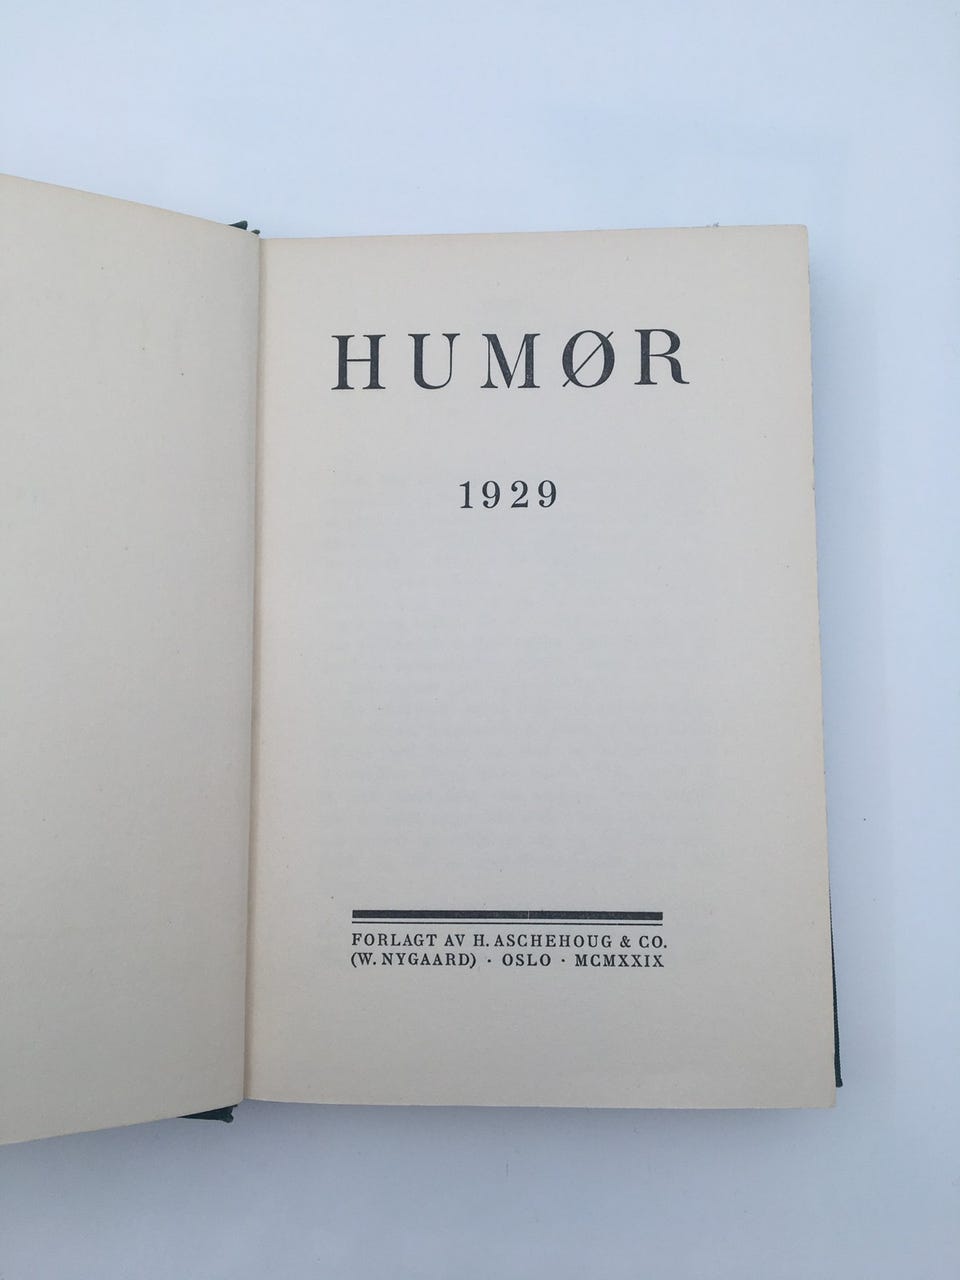 HUMØR
1929
FORLAGT AV H. ASCHEHOUG & CO.
(W. NYGAARD) · OSLO · MCMXXIX